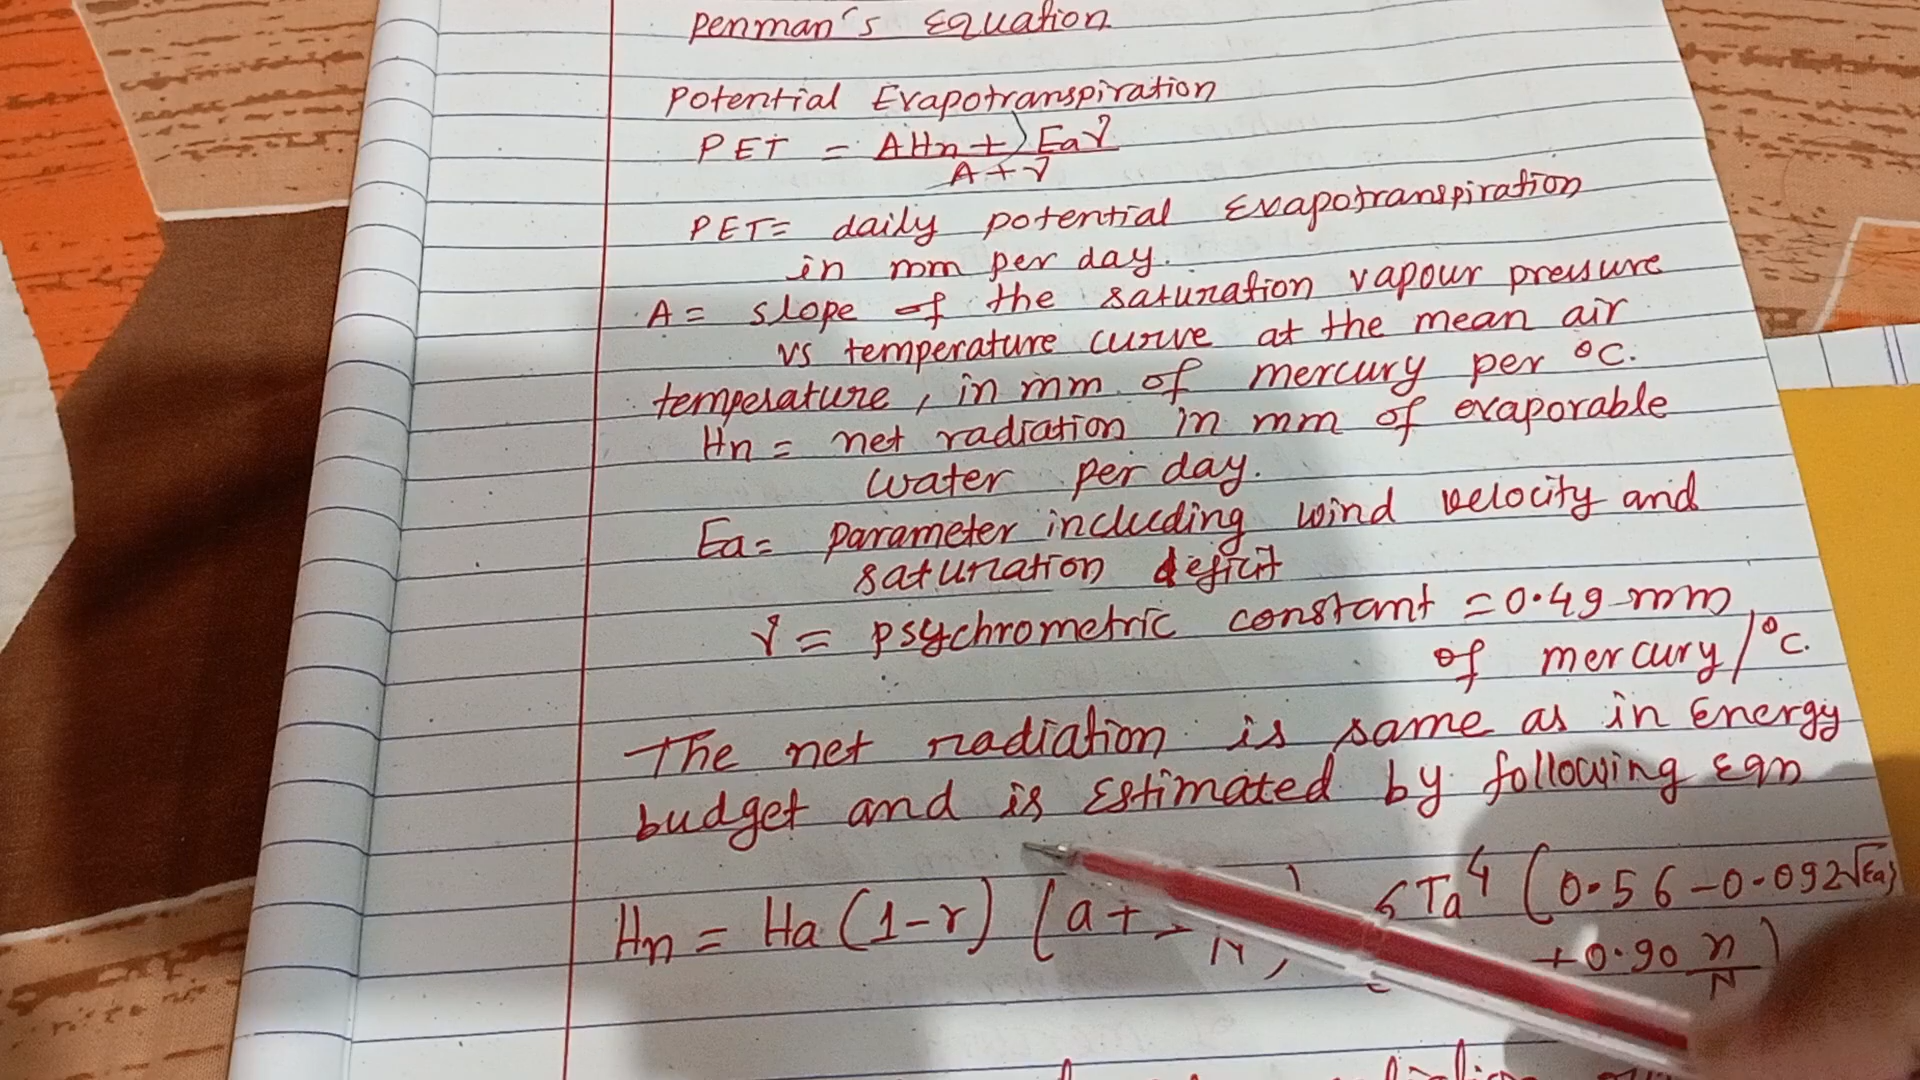 Penman's Equation
Potential Evapotranspiration
PET = AHn + Eaγ
A+γ
PET= daily potential Evapotranspiration
in mm per day.
A= slope of the saturation vapour pressure
vs temperature curve at the mean air
temperature, in mm of mercury per °C.
Hn = net radiation in mm of evaporable
water per day.
Ea= parameter including wind velocity and
saturation deficit
γ = psychrometric constant =0.49 mm
of mercury/°C.
The net radiation is same as in Energy
budget and is Estimated by following Eqn
Hn = Ha (1-r) (a+ N) σTa⁴ (0.56-0.092√Ea)
+0.90 n/N)